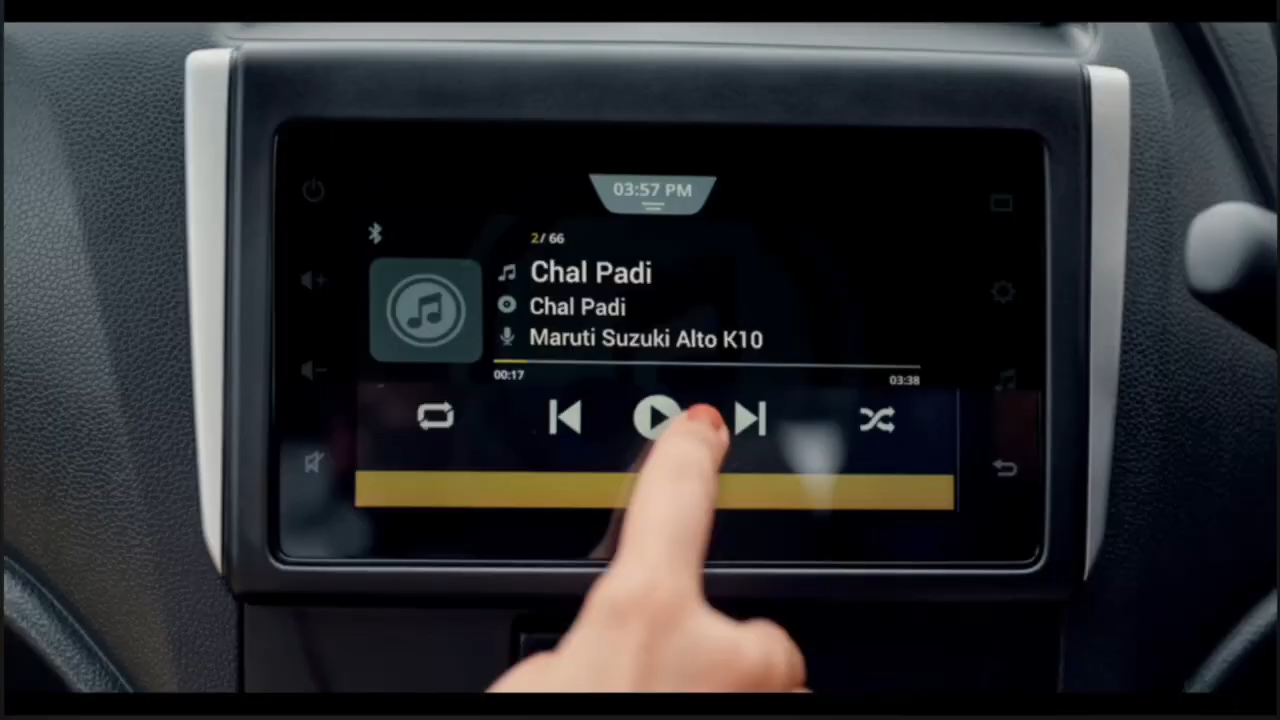 03:57 PM
2/ 66
Chal Padi
Chal Padi
Maruti Suzuki Alto K10
00:17
03:38